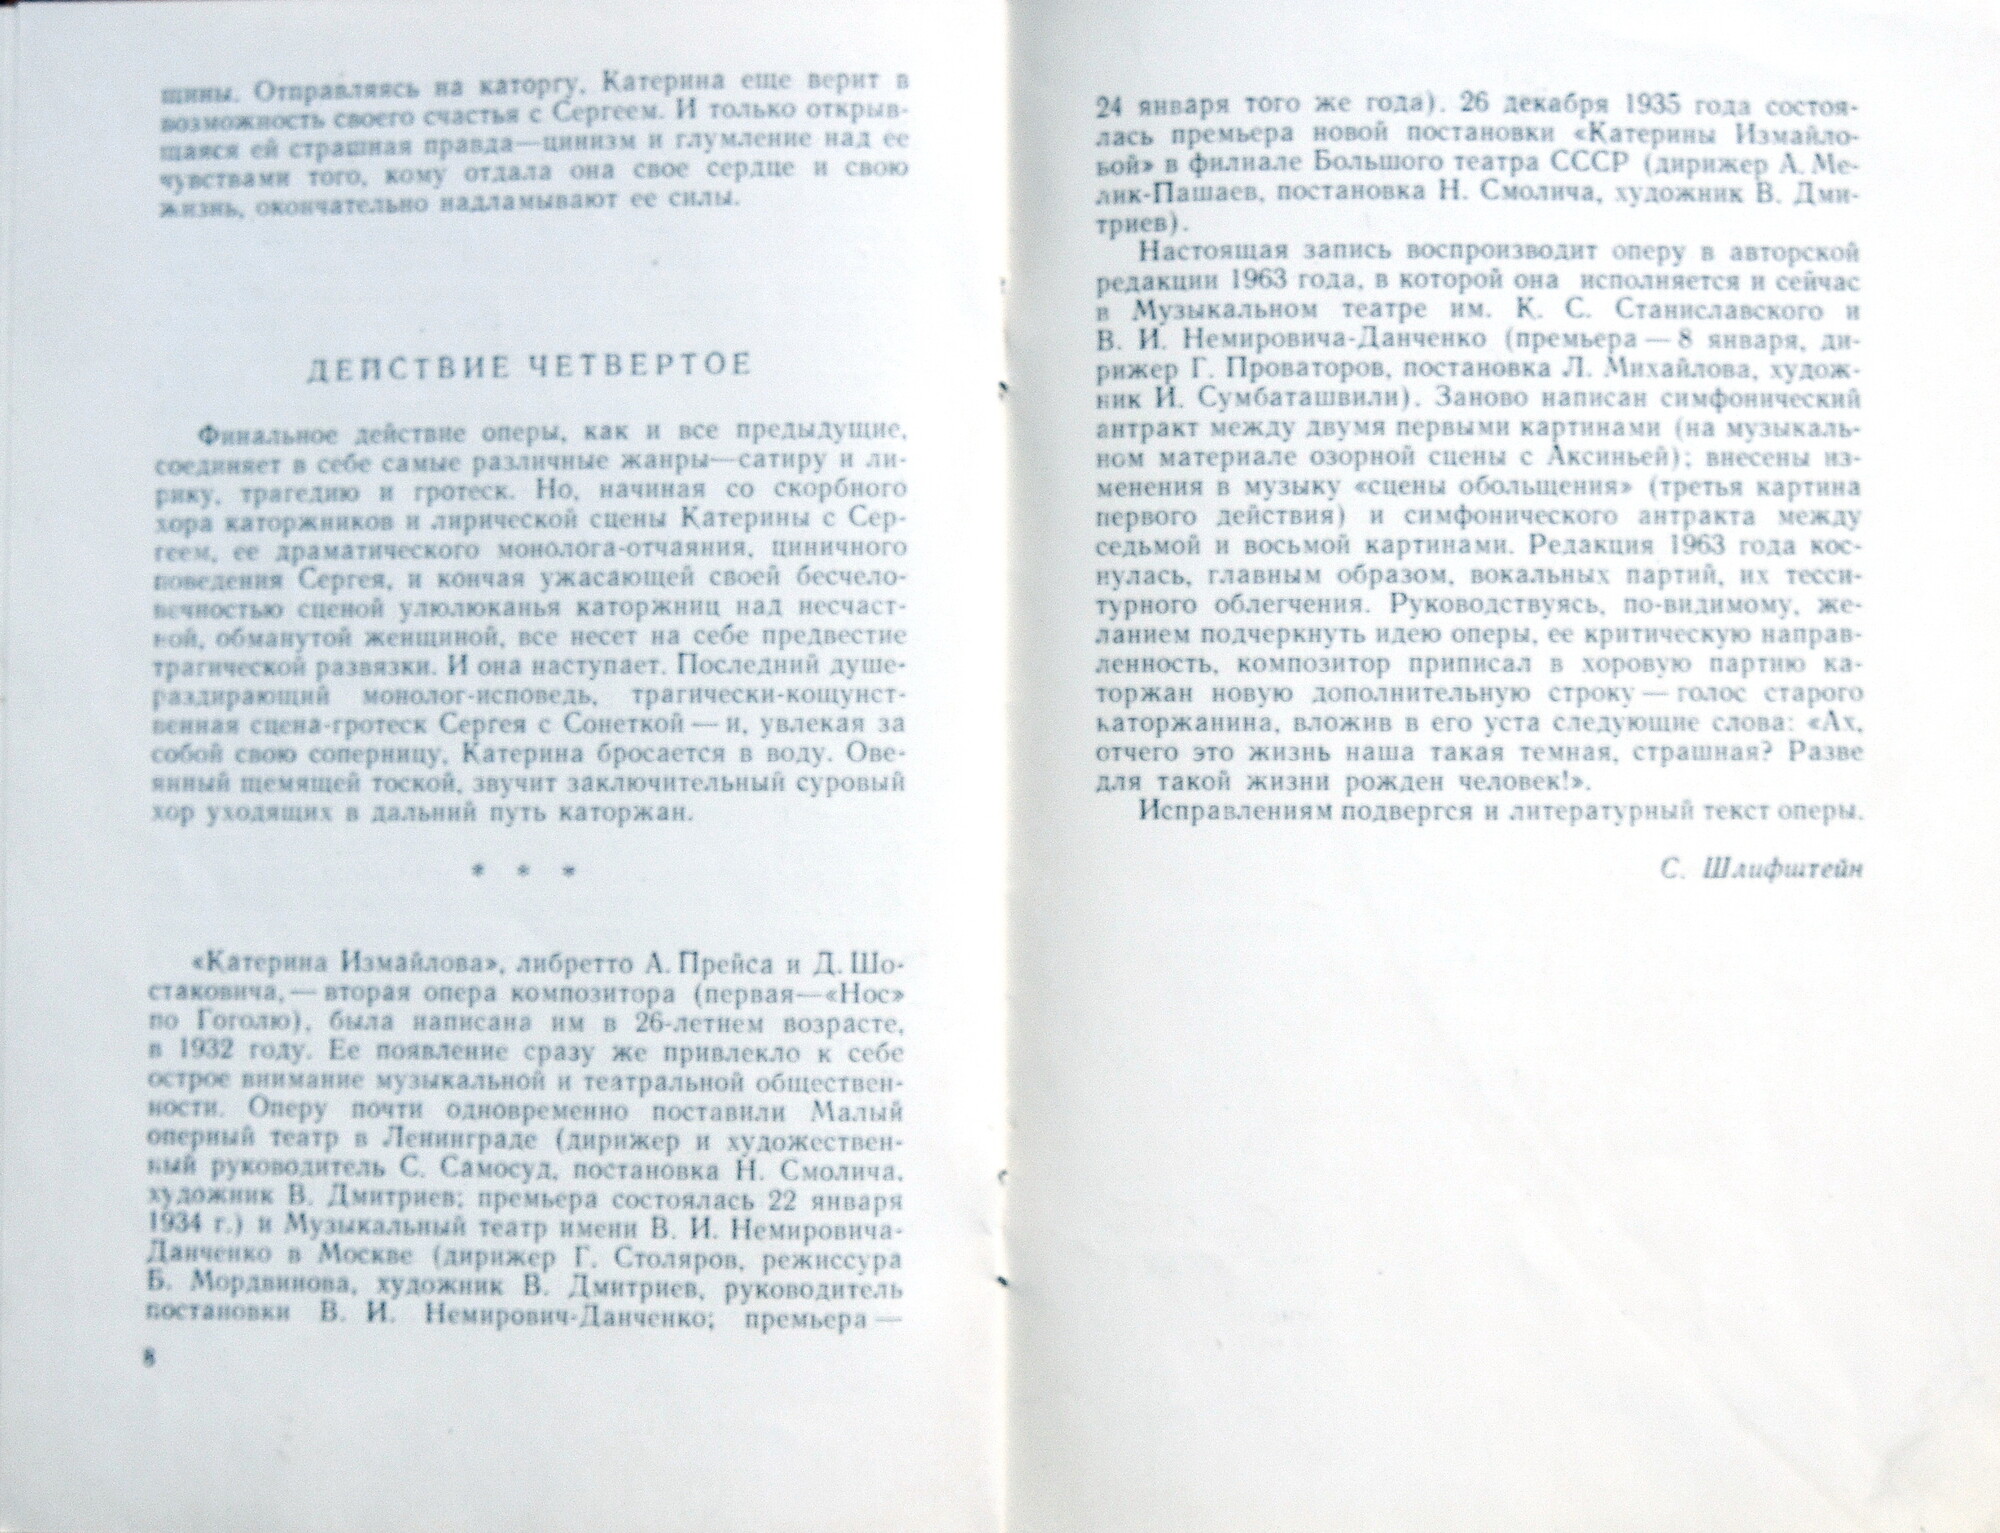 щины. Отправляясь на каторгу, Катерина еще верит в
возможность своего счастья с Сергеем. И только открыв-
шаяся ей страшная правда—цинизм и глумление над ее
чувствами того, кому отдала она свое сердце и свою
жизнь, окончательно надламывают ее силы.
ДЕЙСТВИЕ ЧЕТВЕРТОЕ
Финальное действие оперы, как и все предыдущие,
соединяет в себе самые различные жанры—сатиру и ли-
рику, трагедию и гротеск. Но, начиная со скорбного
хора каторжников и лирической сцены Катерины с Сер-
геем, ее драматического монолога-отчаяния, циничного
поведения Сергея, и кончая ужасающей своей бесчело-
вечностью сценой улюлюканья каторжниц над несчаст-
ной, обманутой женщиной, все несет на себе предвестие
трагической развязки. И она наступает. Последний душе-
раздирающий монолог-исповедь, трагически-кощунст-
венная сцена-гротеск Сергея с Сонеткой — и, увлекая за
собой свою соперницу, Катерина бросается в воду. Ове-
янный щемящей тоской, звучит заключительный суровый
хор уходящих в дальний путь каторжан.
* * *
«Катерина Измайлова», либретто А. Прейса и Д. Шо-
стаковича, — вторая опера композитора (первая—«Нос»
по Гоголю), была написана им в 26-летнем возрасте,
в 1932 году. Ее появление сразу же привлекло к себе
острое внимание музыкальной и театральной обществен-
ности. Оперу почти одновременно поставили Малый
оперный театр в Ленинграде (дирижер и художествен-
ный руководитель С. Самосуд, постановка Н. Смолича,
художник В. Дмитриев; премьера состоялась 22 января
1934 г.) и Музыкальный театр имени В. И. Немировича-
Данченко в Москве (дирижер Г. Столяров, режиссура
Б. Мордвинова, художник В. Дмитриев, руководитель
постановки В. И. Немирович-Данченко; премьера —
8
24 января того же года). 26 декабря 1935 года состоя-
лась премьера новой постановки «Катерины Измайло-
вой» в филиале Большого театра СССР (дирижер А. Ме-
лик-Пашаев, постановка Н. Смолича, художник В. Дми-
триев).
Настоящая запись воспроизводит оперу в авторской
редакции 1963 года, в которой она исполняется и сейчас
в Музыкальном театре им. К. С. Станиславского и
В. И. Немировича-Данченко (премьера — 8 января, ди-
рижер Г. Проваторов, постановка Л. Михайлова, худож-
ник И. Сумбаташвили). Заново написан симфонический
антракт между двумя первыми картинами (на музыкаль-
ном материале озорной сцены с Аксиньей); внесены из-
менения в музыку «сцены обольщения» (третья картина
первого действия) и симфонического антракта между
седьмой и восьмой картинами. Редакция 1963 года кос-
нулась, главным образом, вокальных партий, их тесси-
турного облегчения. Руководствуясь, по-видимому, же-
ланием подчеркнуть идею оперы, ее критическую направ-
ленность, композитор приписал в хоровую партию ка-
торжан новую дополнительную строку — голос старого
каторжанина, вложив в его уста следующие слова: «Ах,
отчего это жизнь наша такая темная, страшная? Разве
для такой жизни рожден человек!».
Исправлениям подвергся и литературный текст оперы.
С. Шлифштейн